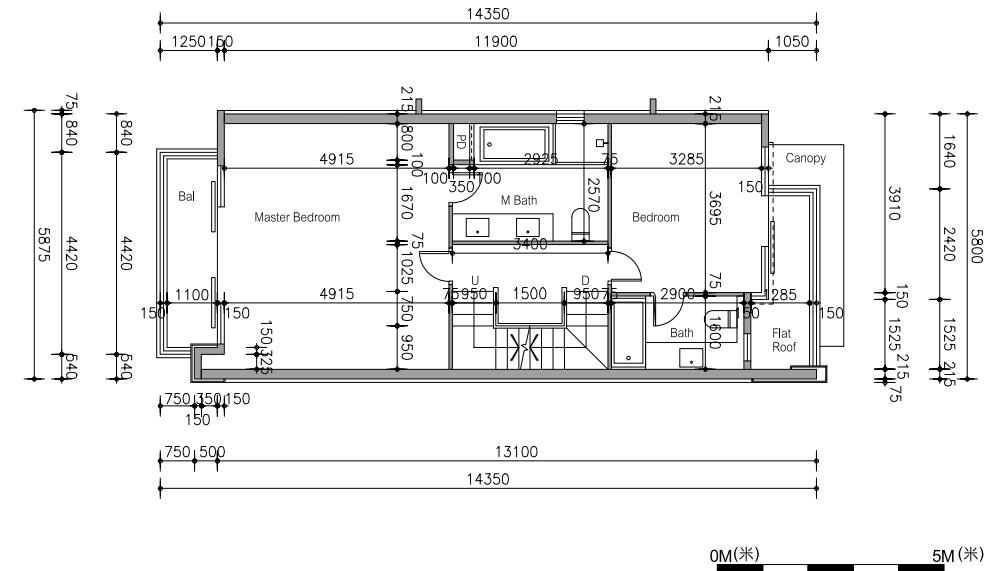 14350
1250 150 11900 1050
75 215 215
840 840 800 PD 1640
4915 100 2925 75 3285 Canopy
100 350 100
Bal 1670 M Bath 2570 150 3910
Master Bedroom Bedroom 3695
5875 4420 4420 75 3400 2420 5800
1025 U D 75
1100 4915 75 950 1500 950 75 2900 1285 150
150 150 750 150 150
150 950 1600 Bath Flat 1525 1525
Roof
540 540 325 215 215
75
750 350 150
150
750 500 13100
14350
0M(米) 5M(米)